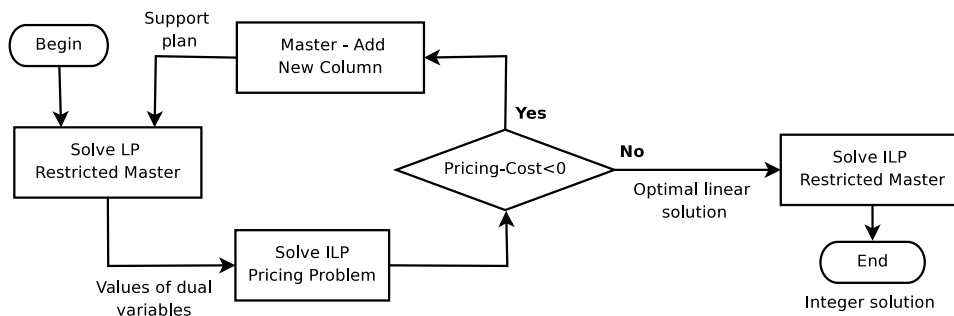 Begin
Support
plan
Master - Add
New Column
Solve LP
Restricted Master
Values of dual
variables
Solve ILP
Pricing Problem
Pricing-Cost<0
Yes
No
Optimal linear
solution
Solve ILP
Restricted Master
End
Integer solution